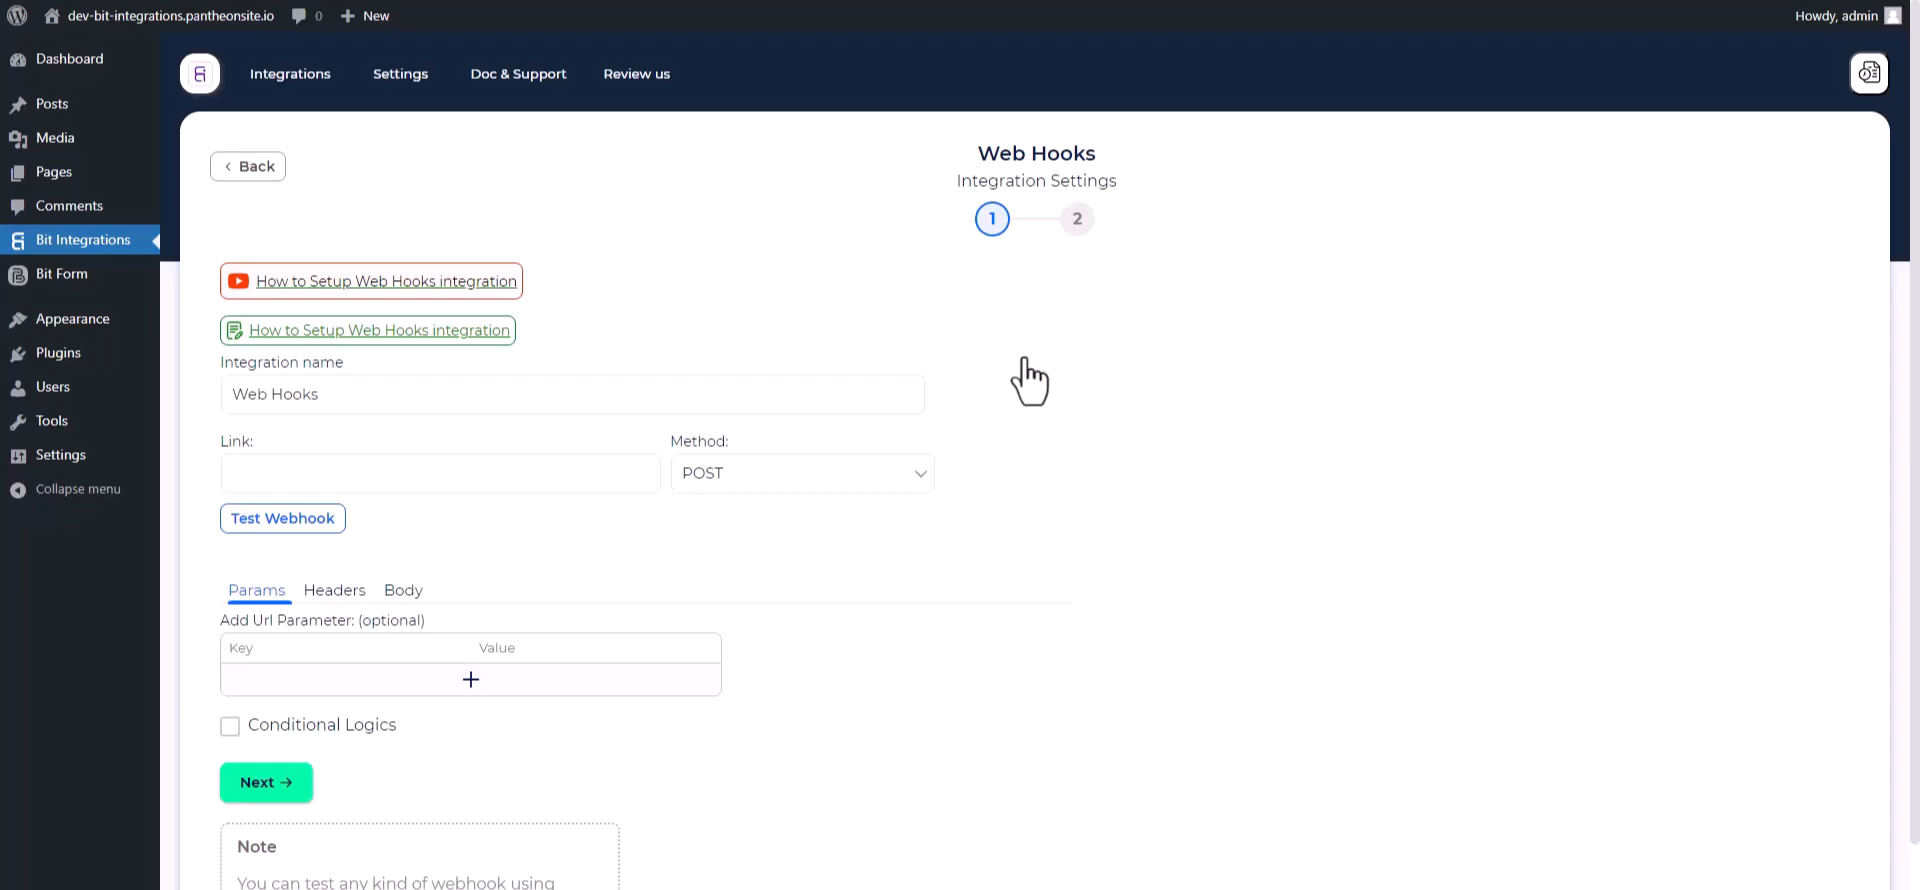 dev-bit-integrations.pantheonsite.io 0 New Howdy, admin
Dashboard
Posts
Media
Pages
Comments
Bit Integrations
Bit Form
Appearance
Plugins
Users
Tools
Settings
Collapse menu
Integrations Settings Doc & Support Review us
Back
Web Hooks
Integration Settings
1 2
How to Setup Web Hooks integration
How to Setup Web Hooks integration
Integration name
Web Hooks
Link: Method:
POST
Test Webhook
Params Headers Body
Add Url Parameter: (optional)
Key Value
Conditional Logics
Next →
Note
You can test any kind of webhook using